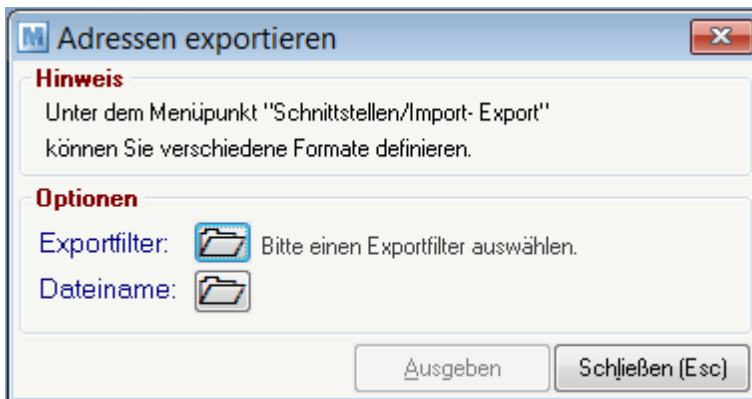 M Adressen exportieren
Hinweis
Unter dem Menüpunkt "Schnittstellen/Import- Export"
können Sie verschiedene Formate definieren.
Optionen
Exportfilter: Bitte einen Exportfilter auswählen.
Dateiname:
Ausgeben Schließen (Esc)